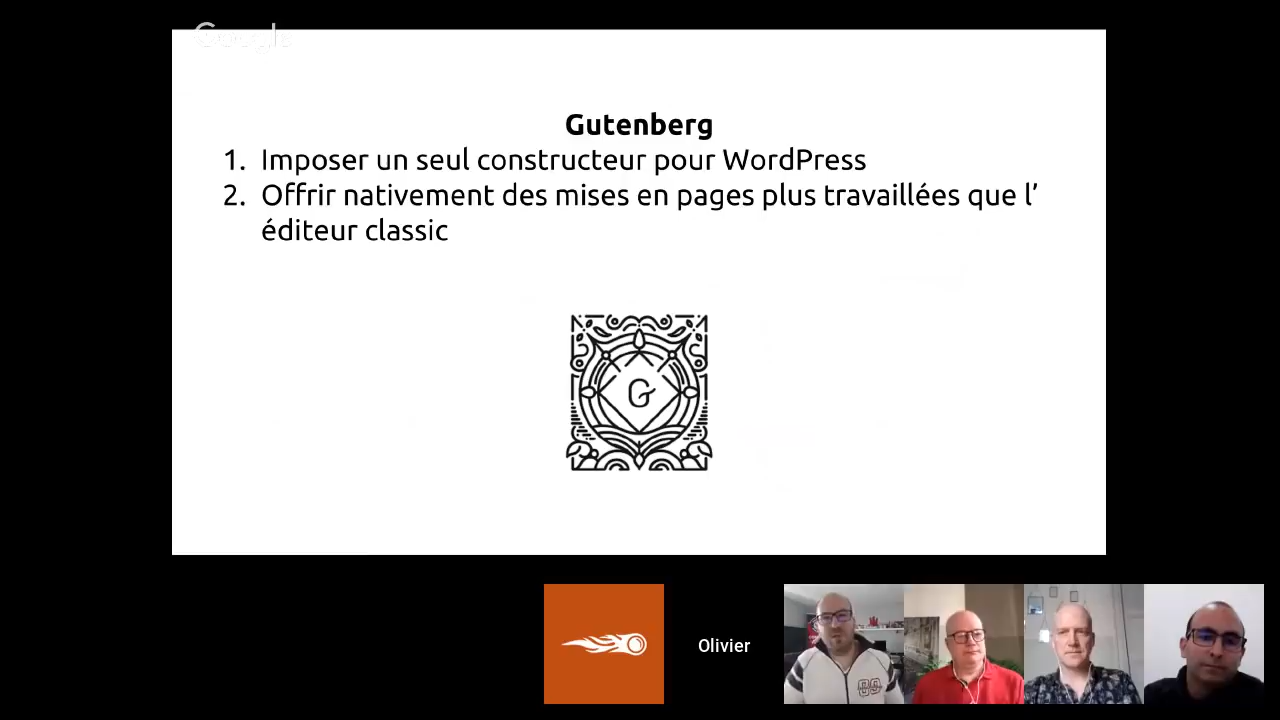 Google
Gutenberg
1. Imposer un seul constructeur pour WordPress
2. Offrir nativement des mises en pages plus travaillées que l’
éditeur classic
G
Olivier